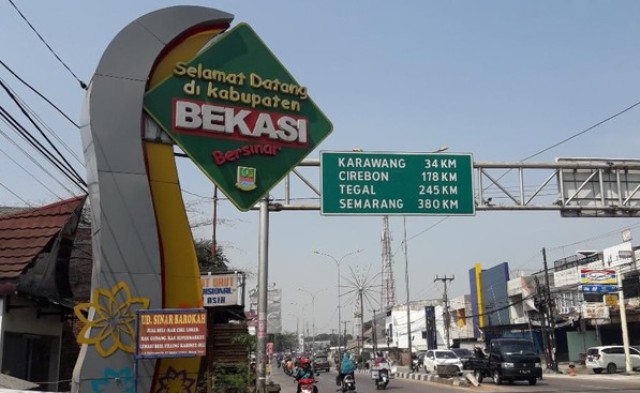 Selamat Datang
di kabupaten
BEKASI
Bersinar
KARAWANG 34 KM
CIREBON 178 KM
TEGAL 245 KM
SEMARANG 380 KM
UD. SINAR BAROKAH